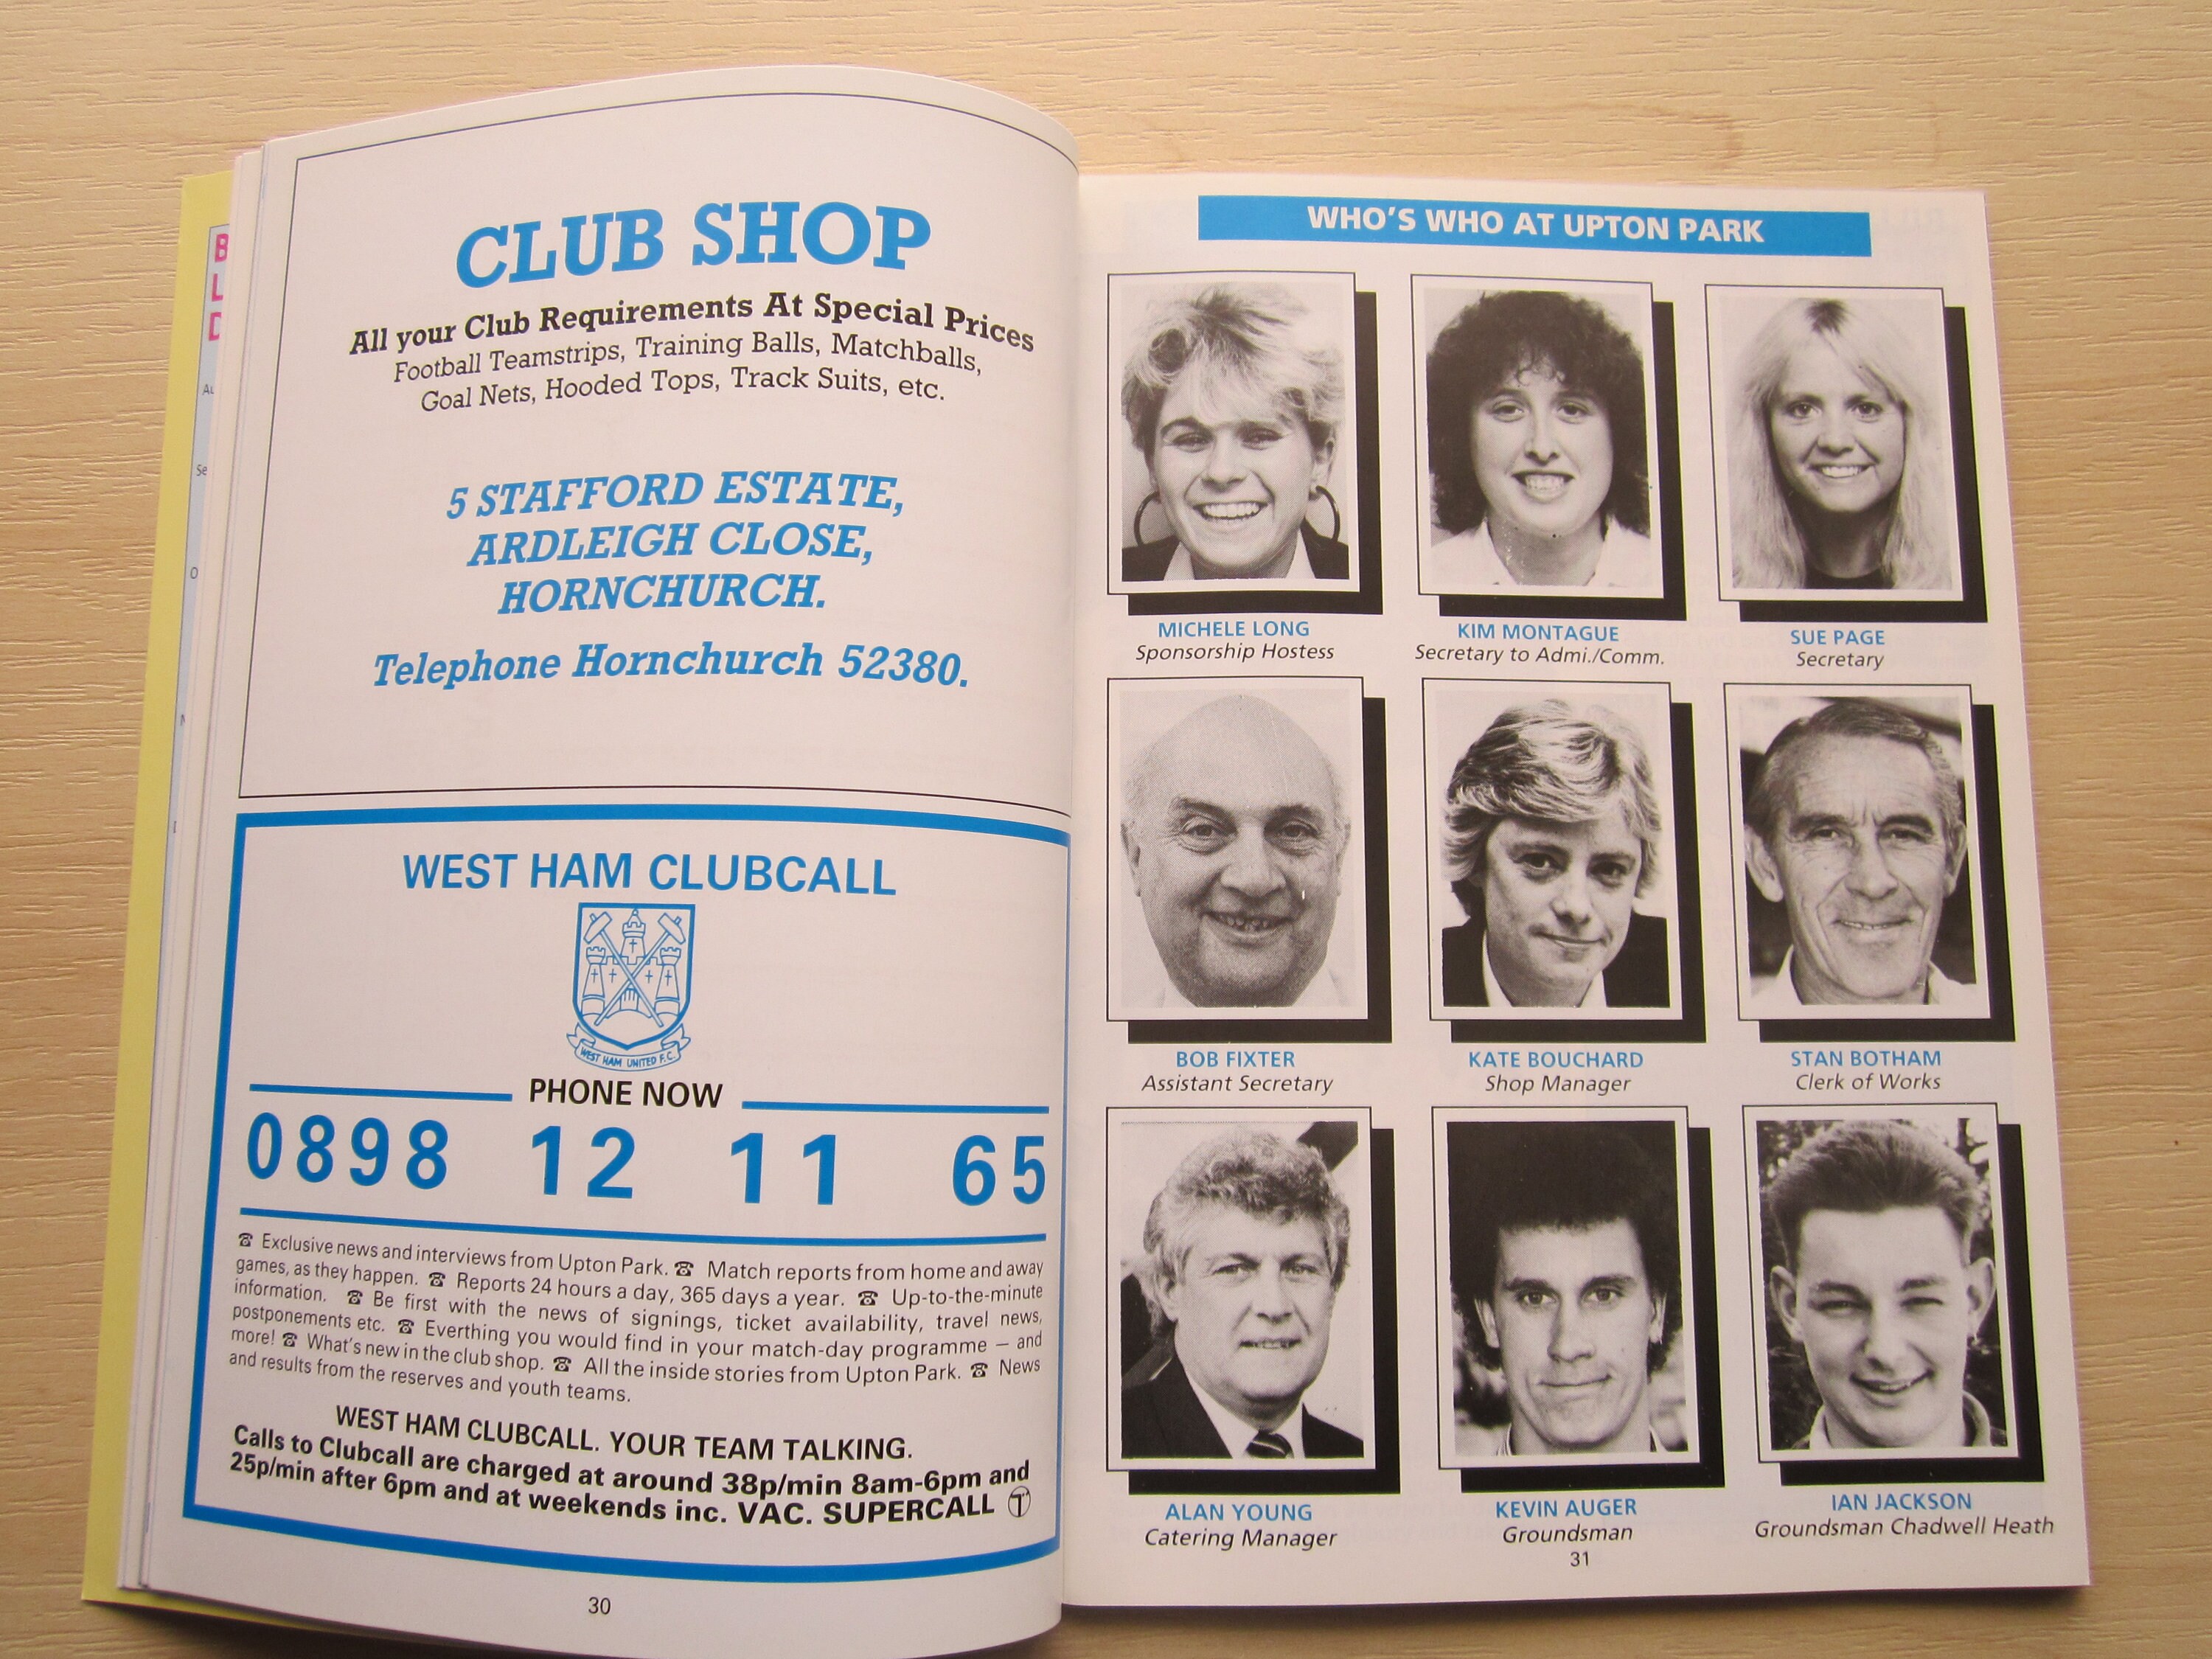 B
L
D
Au
Se
O
CLUB SHOP
All your Club Requirements At Special Prices
Football Teamstrips, Training Balls, Matchballs,
Goal Nets, Hooded Tops, Track Suits, etc.
5 STAFFORD ESTATE,
ARDLEIGH CLOSE,
HORNCHURCH.
Telephone Hornchurch 52380.
WEST HAM CLUBCALL
WEST HAM UNITED F.C.
PHONE NOW
0898 12 11 65
☎ Exclusive news and interviews from Upton Park. ☎ Match reports from home and away
games, as they happen. ☎ Reports 24 hours a day, 365 days a year. ☎ Up-to-the-minute
information. ☎ Be first with the news of signings, ticket availability, travel news,
postponements etc. ☎ Everthing you would find in your match-day programme — and
more! ☎ What's new in the club shop. ☎ All the inside stories from Upton Park. ☎ News
and results from the reserves and youth teams.
WEST HAM CLUBCALL. YOUR TEAM TALKING.
Calls to Clubcall are charged at around 38p/min 8am-6pm and
25p/min after 6pm and at weekends inc. VAC. SUPERCALL T
30
WHO'S WHO AT UPTON PARK
MICHELE LONG
Sponsorship Hostess
KIM MONTAGUE
Secretary to Admi./Comm.
SUE PAGE
Secretary
BOB FIXTER
Assistant Secretary
KATE BOUCHARD
Shop Manager
STAN BOTHAM
Clerk of Works
ALAN YOUNG
Catering Manager
KEVIN AUGER
Groundsman
IAN JACKSON
Groundsman Chadwell Heath
31